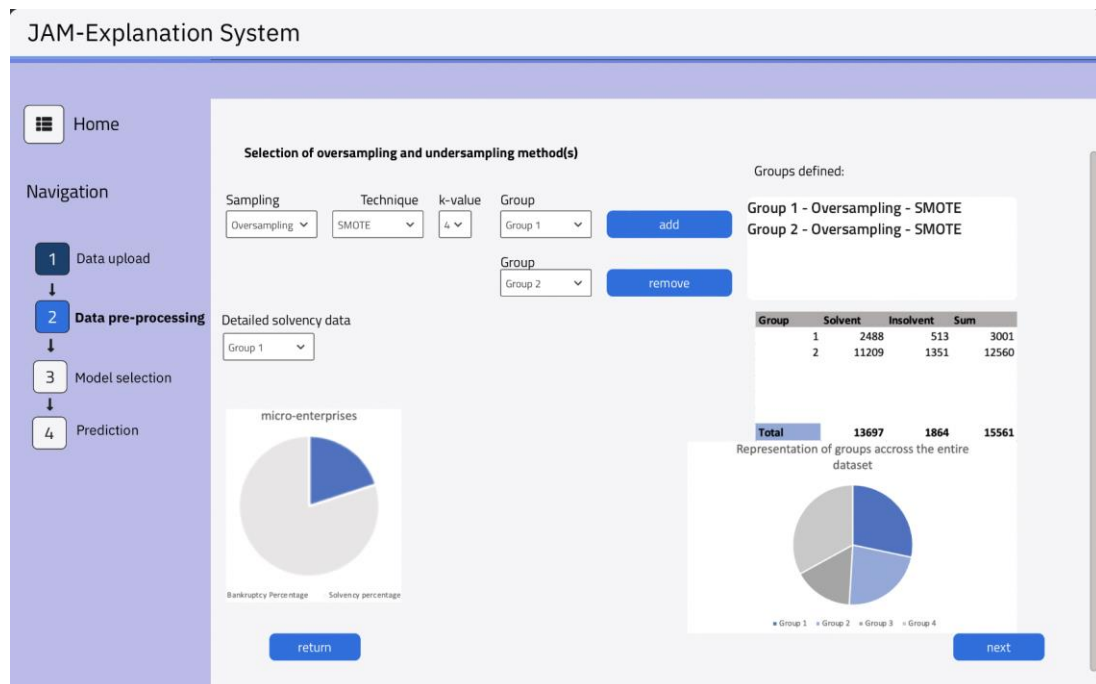 JAM-Explanation System
Home
Navigation
1 Data upload
2 Data pre-processing
3 Model selection
4 Prediction
Selection of oversampling and undersampling method(s)
Sampling Technique k-value Group
Oversampling SMOTE 4 Group 1 add
Group
Group 2 remove
Detailed solvency data
Group 1
micro-enterprises
Bankruptcy Percentage Solvency percentage
return
Groups defined:
Group 1 - Oversampling - SMOTE
Group 2 - Oversampling - SMOTE
Group Solvent Insolvent Sum
1 2488 513 3001
2 11209 1351 12560
Total 13697 1864 15561
Representation of groups accross the entire
dataset
Group 1 Group 2 Group 3 Group 4
next